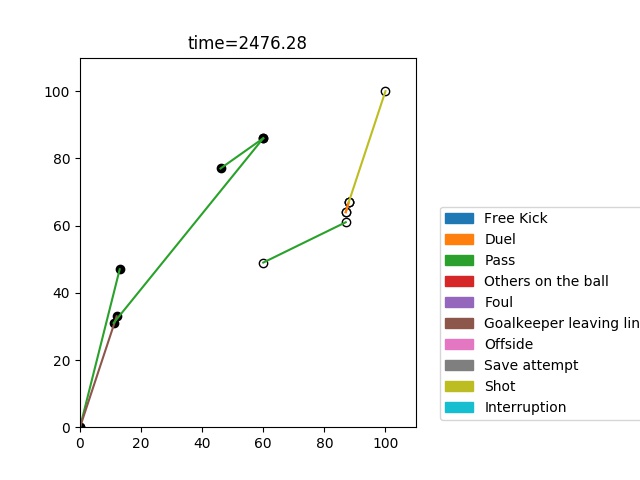 time=2476.28
100
80
60
40
20
0
0 20 40 60 80 100
Free Kick
Duel
Pass
Others on the ball
Foul
Goalkeeper leaving lin
Offside
Save attempt
Shot
Interruption